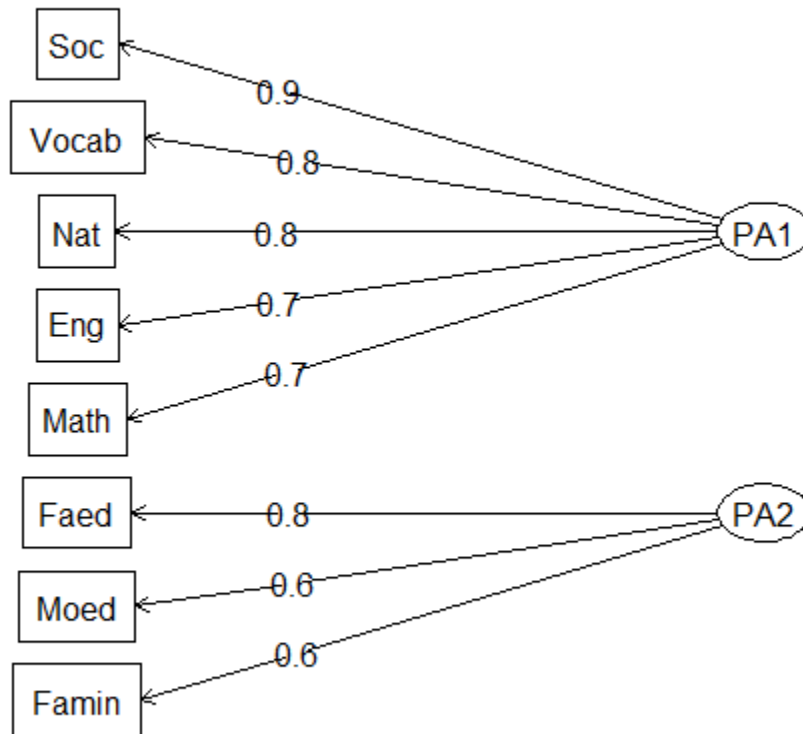 Soc
0.9
Vocab
0.8
Nat
0.8
PA1
Eng
0.7
Math
0.7
Faed
0.8
PA2
Moed
0.6
Famin
0.6